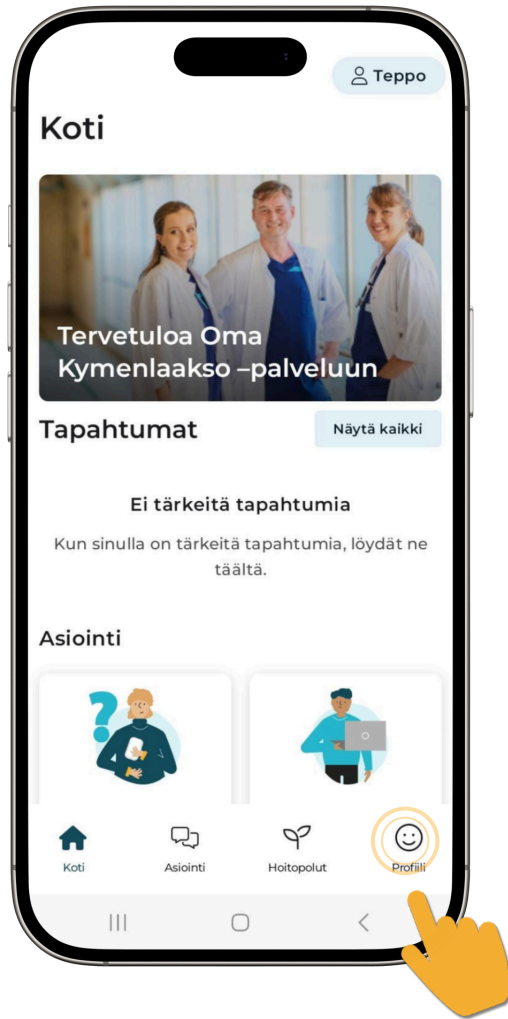 Teppo
Koti
Tervetuloa Oma
Kymenlaakso –palveluun
Tapahtumat
Näytä kaikki
Ei tärkeitä tapahtumia
Kun sinulla on tärkeitä tapahtumia, löydät ne
täältä.
Asiointi
Koti
Asiointi
Hoitopolut
Profiili